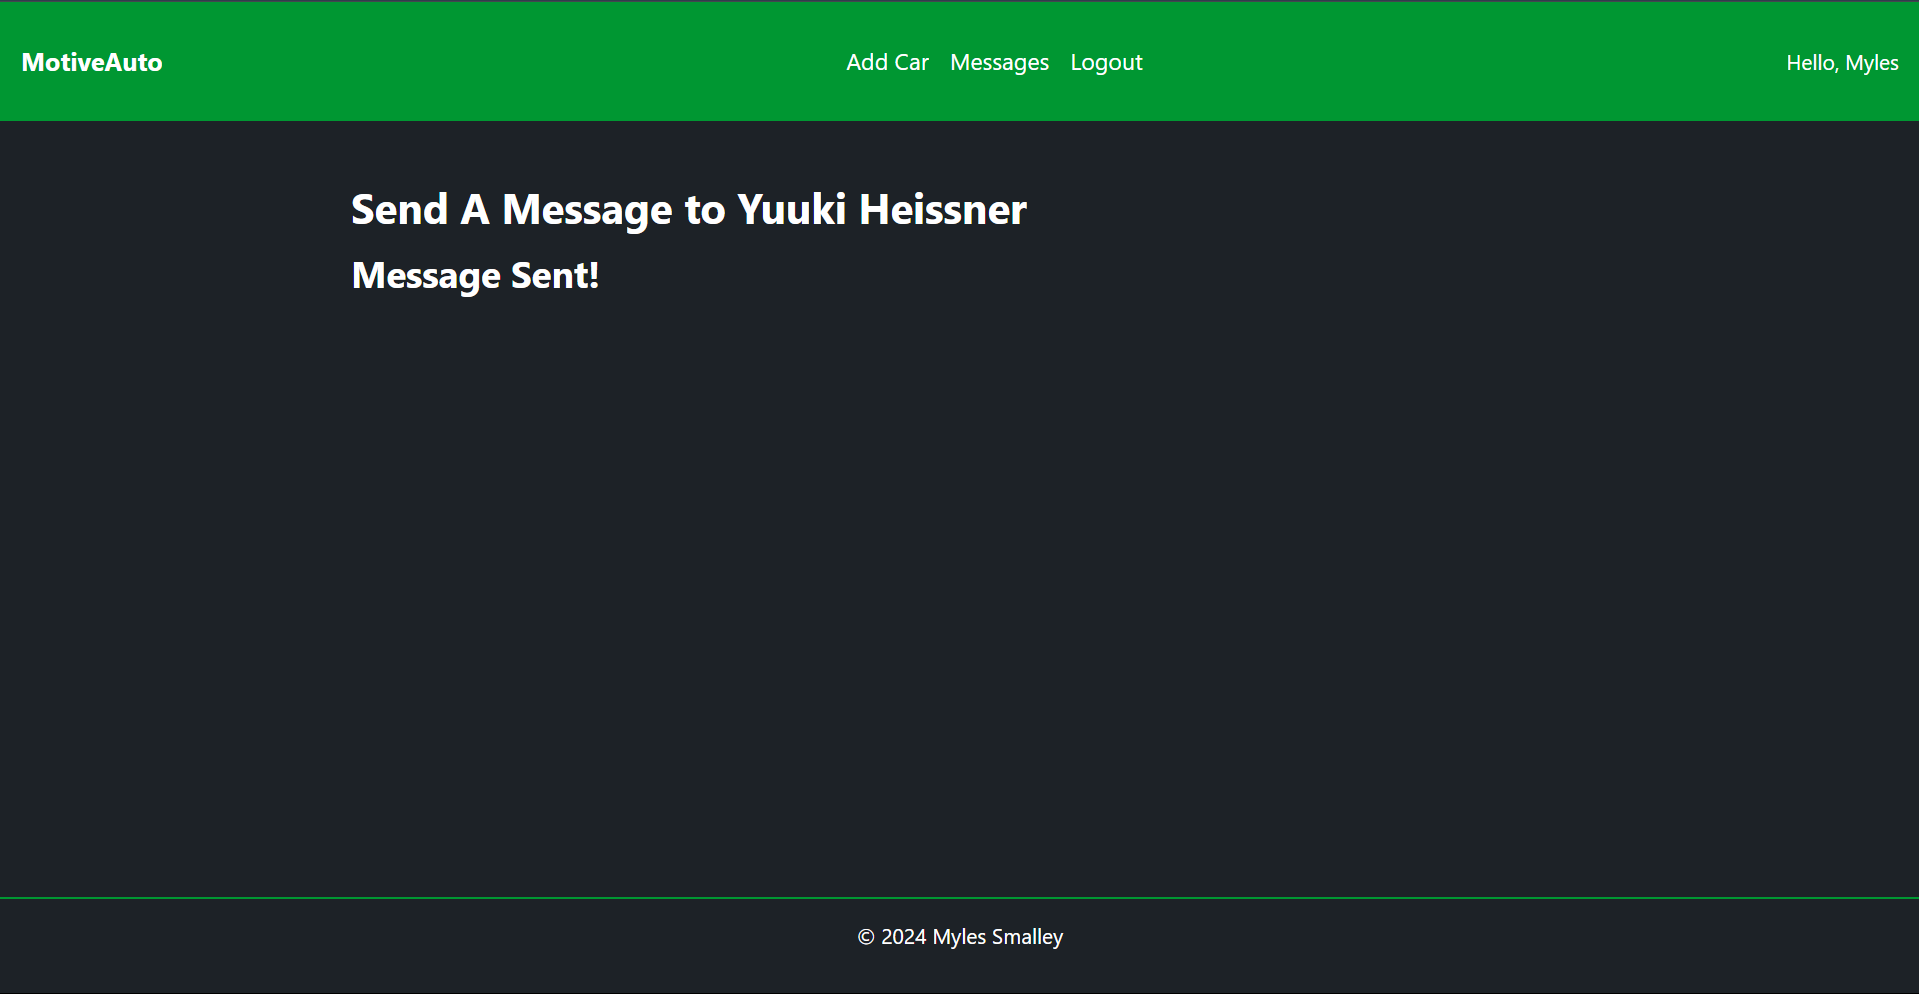 MotiveAuto
Add Car Messages Logout
Hello, Myles
Send A Message to Yuuki Heissner
Message Sent!
© 2024 Myles Smalley